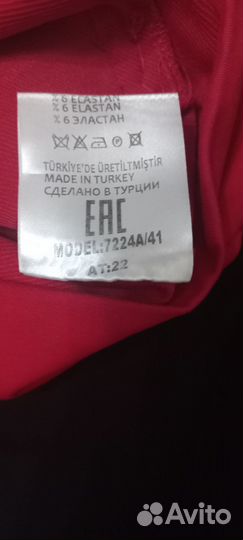 % 6 ELASTAN
% 6 ELASTAN
% 6 ЭЛАСТАН
TÜRKİYE'DE ÜRETİLMİŞTİR
MADE IN TURKEY
СДЕЛАНО В ТУРЦИИ
EAC
MODEL:7224A/41
AT:22
Avito